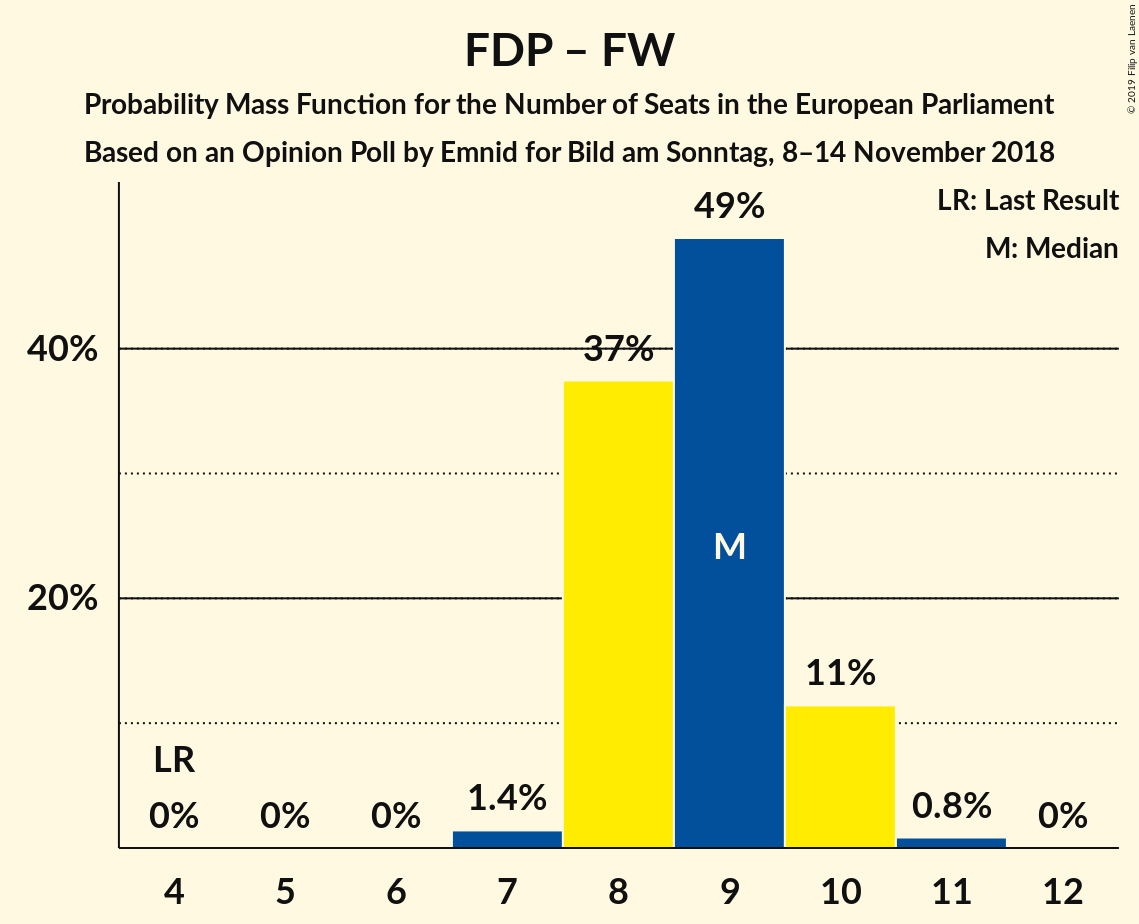 FDP – FW
Probability Mass Function for the Number of Seats in the European Parliament
Based on an Opinion Poll by Emnid for Bild am Sonntag, 8–14 November 2018
© 2019 Filip van Laenen
LR: Last Result
M: Median
49%
40%
37%
M
20%
11%
LR
0%
0%
0%
1.4%
0.8%
0%
4
5
6
7
8
9
10
11
12